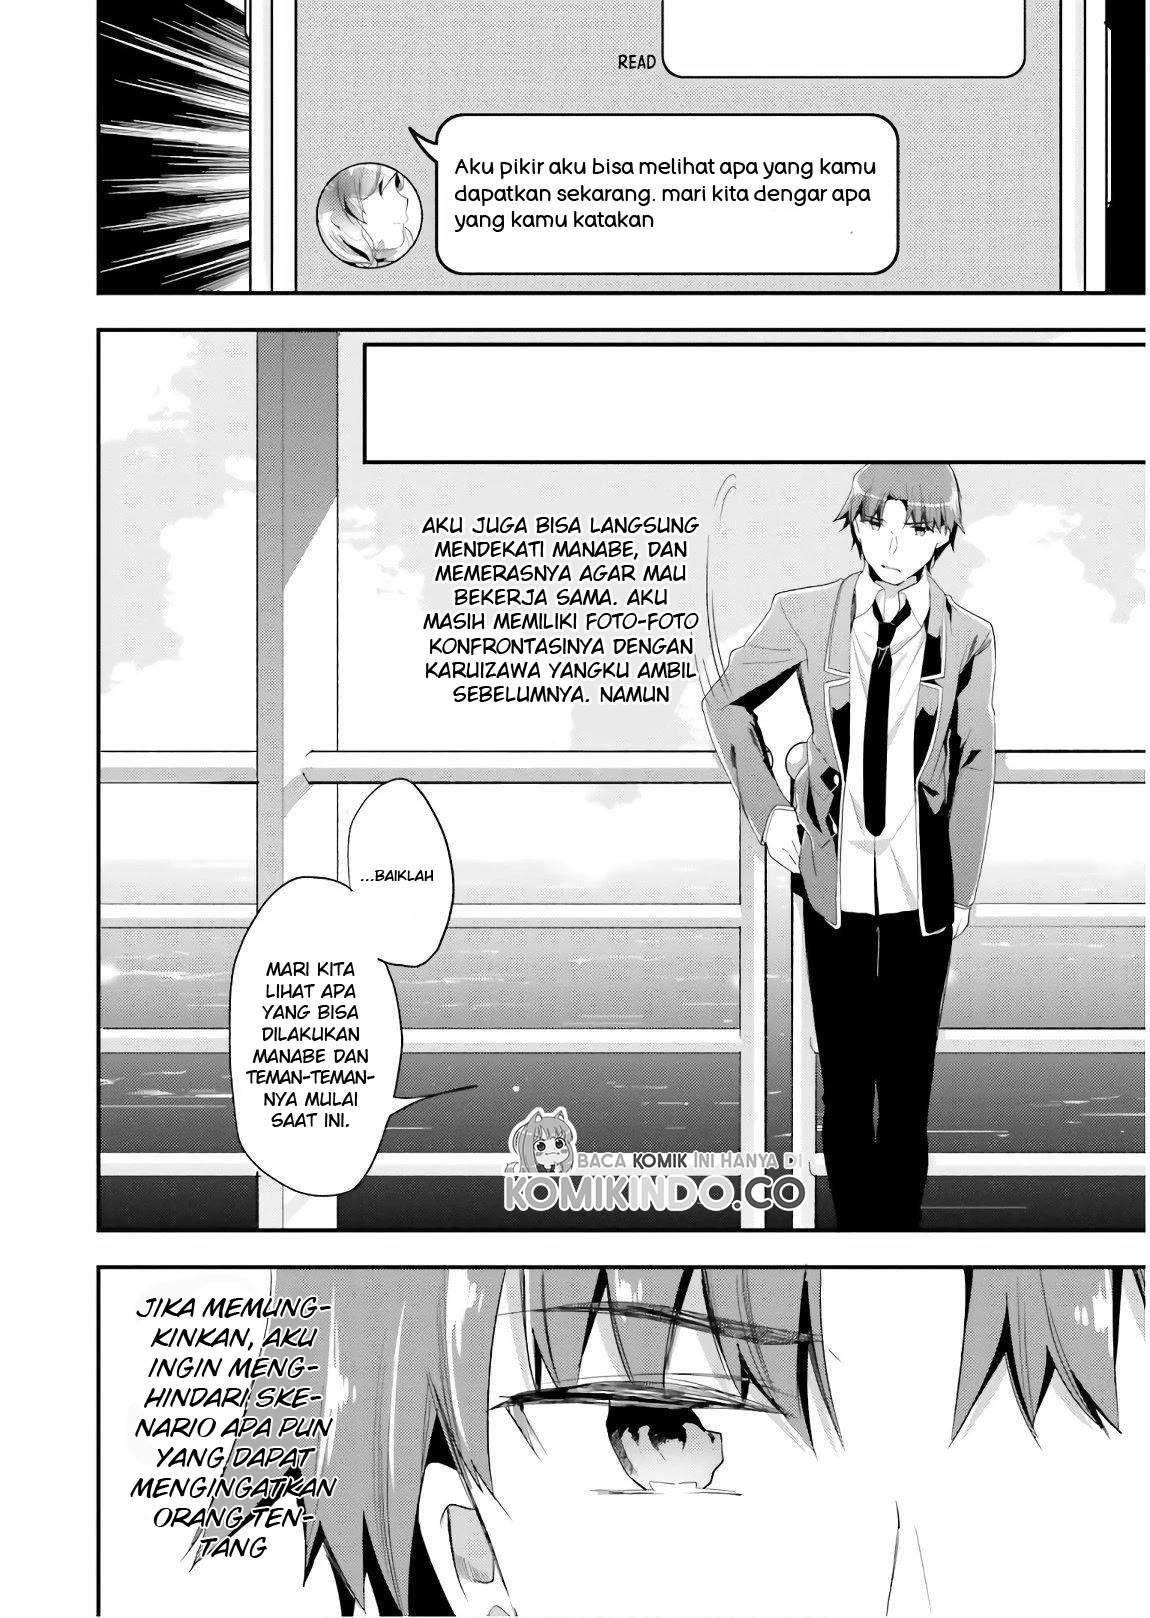 READ
Aku pikir aku bisa melihat apa yang kamu
dapatkan sekarang. mari kita dengar apa
yang kamu katakan
AKU JUGA BISA LANGSUNG
MENDEKATI MANABE, DAN
MEMERASNYA AGAR MAU
BEKERJA SAMA. AKU
MASIH MEMILIKI FOTO-FOTO
KONFRONTASINYA DENGAN
KARUIZAWA YANGKU AMBIL
SEBELUMNYA. NAMUN
...BAIKLAH
MARI KITA
LIHAT APA
YANG BISA
DILAKUKAN
MANABE DAN
TEMAN-TEMAN-
NYA MULAI
SAAT INI.
BACA KOMIK INI HANYA DI
KOMIKINDO.CO
JIKA MEMUNG-
KINKAN, AKU
INGIN MENG-
HINDARI SKE-
NARIO APA PUN
YANG DAPAT
MENGINGATKAN
ORANG TEN-
TANG